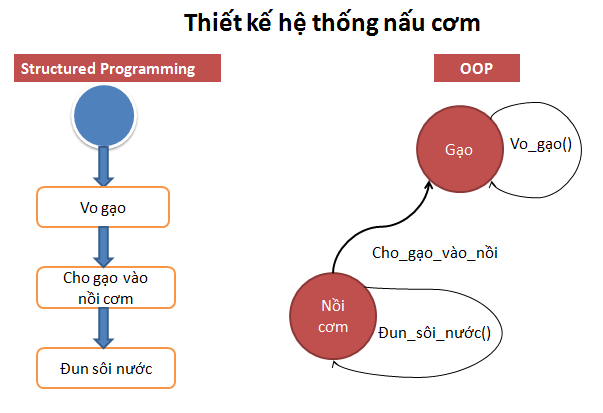 Thiết kế hệ thống nấu cơm
Structured Programming
OOP
Vo gạo
Cho gạo vào
nồi cơm
Đun sôi nước
Gạo
Vo_gạo()
Cho_gạo_vào_nồi
Nồi
cơm
Đun_sôi_nước()